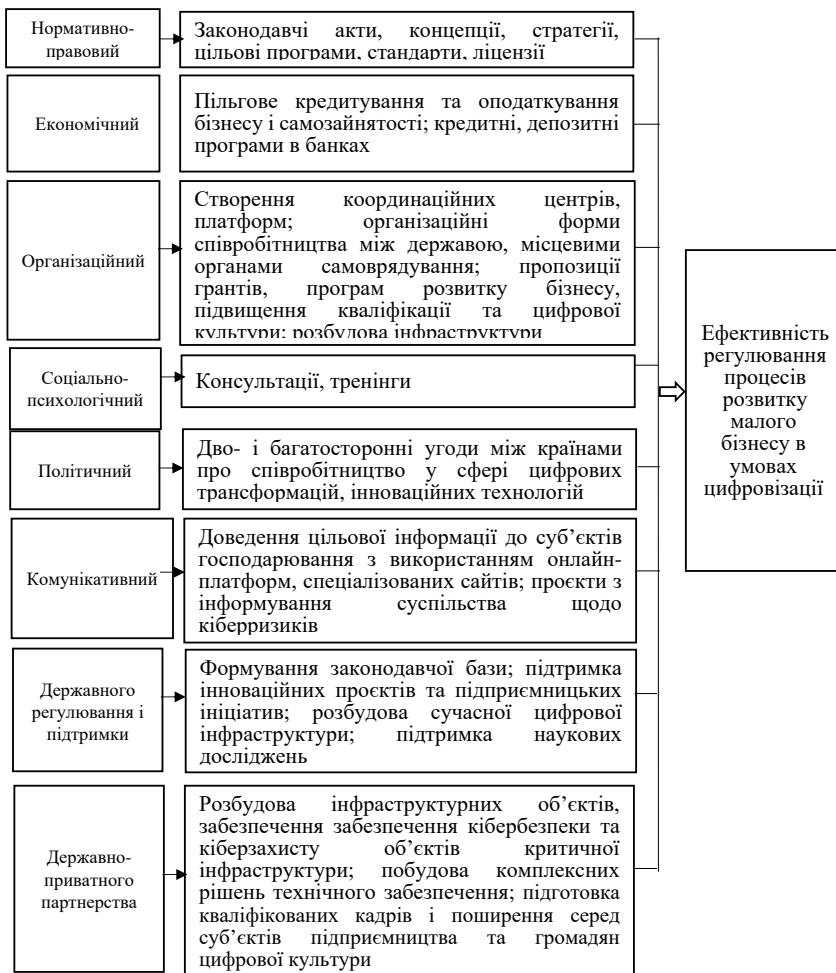 Нормативно-
правовий
Законодавчі акти, концепції, стратегії,
цільові програми, стандарти, ліцензії
Економічний
Пільгове кредитування та оподаткування
бізнесу і самозайнятості; кредитні, депозитні
програми в банках
Організаційний
Створення координаційних центрів,
платформ; організаційні форми
співробітництва між державою, місцевими
органами самоврядування; пропозиції
грантів, програм розвитку бізнесу,
підвищення кваліфікації та цифрової
культури; розбудова інфраструктури
Соціально-
психологічний
Консультації, тренінги
Політичний
Дво- і багатосторонні угоди між країнами
про співробітництво у сфері цифрових
трансформацій, інноваційних технологій
Комунікативний
Доведення цільової інформації до суб’єктів
господарювання з використанням онлайн-
платформ, спеціалізованих сайтів; проєкти з
інформування суспільства щодо
кіберризиків
Державного
регулювання і
підтримки
Формування законодавчої бази; підтримка
інноваційних проєктів та підприємницьких
ініціатив; розбудова сучасної цифрової
інфраструктури; підтримка наукових
досліджень
Державно-
приватного
партнерства
Розбудова інфраструктурних об’єктів,
забезпечення забезпечення кібербезпеки та
кіберзахисту об’єктів критичної
інфраструктури; побудова комплексних
рішень технічного забезпечення; підготовка
кваліфікованих кадрів і поширення серед
суб’єктів підприємництва та громадян
цифрової культури
Ефективність
регулювання
процесів
розвитку
малого
бізнесу в
умовах
цифровізації